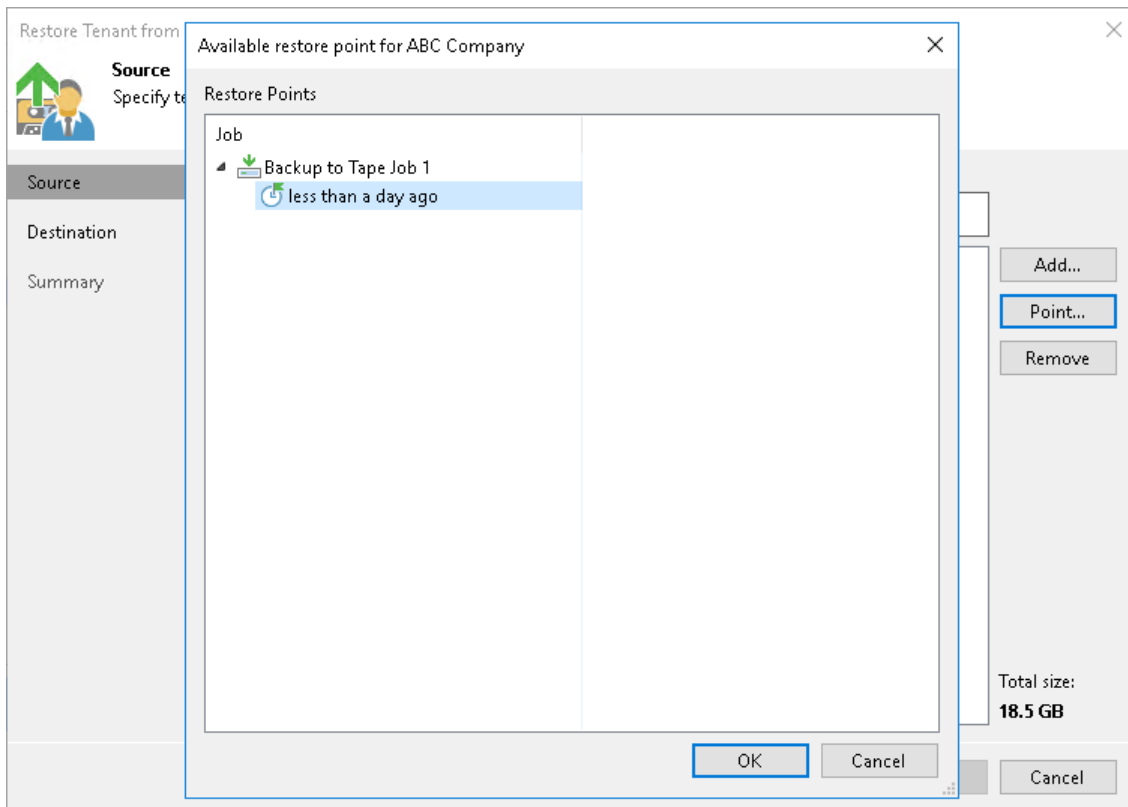 Restore Tenant from
Source
Specify te
Source
Destination
Summary
Available restore point for ABC Company
Restore Points
Job
Backup to Tape Job 1
less than a day ago
OK
Cancel
Add...
Point...
Remove
Total size:
18.5 GB
Cancel